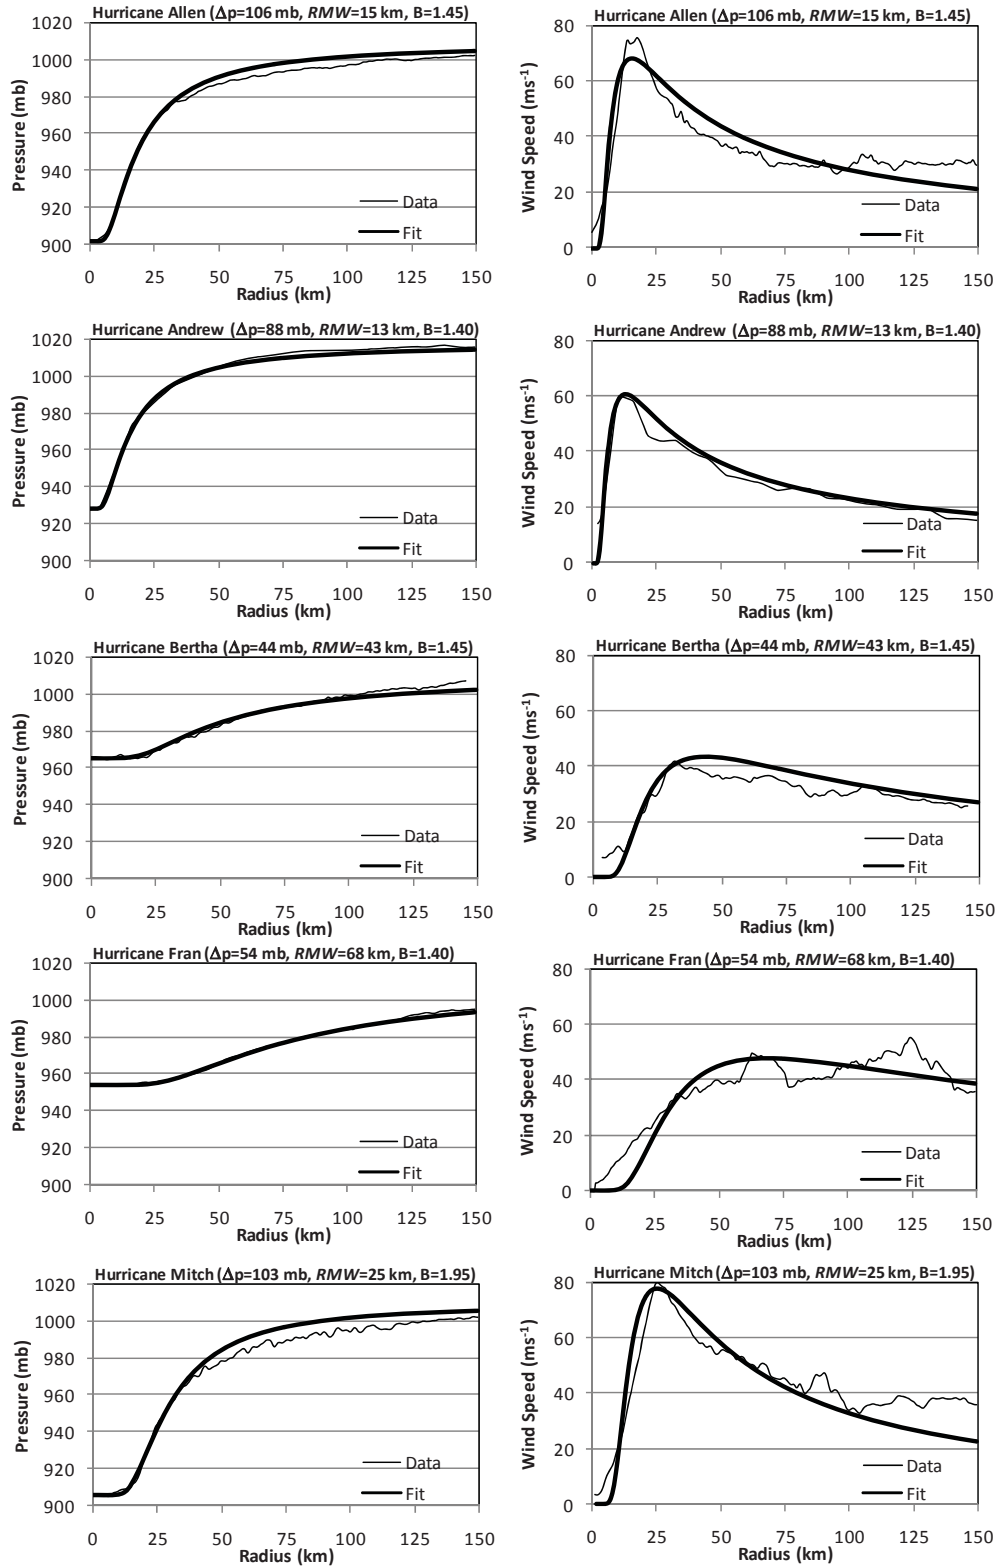 Hurricane Allen (Δp=106 mb, RMW=15 km, B=1.45)
1020
1000
980
960
940
920
900
Pressure (mb)
Data
Fit
0 25 50 75 100 125 150
Radius (km)
Hurricane Allen (Δp=106 mb, RMW=15 km, B=1.45)
80
60
40
20
0
Wind Speed (ms-1)
Data
Fit
0 25 50 75 100 125 150
Radius (km)
Hurricane Andrew (Δp=88 mb, RMW=13 km, B=1.40)
1020
1000
980
960
940
920
900
Pressure (mb)
Data
Fit
0 25 50 75 100 125 150
Radius (km)
Hurricane Andrew (Δp=88 mb, RMW=13 km, B=1.40)
80
60
40
20
0
Wind Speed (ms-1)
Data
Fit
0 25 50 75 100 125 150
Radius (km)
Hurricane Bertha (Δp=44 mb, RMW=43 km, B=1.45)
1020
1000
980
960
940
920
900
Pressure (mb)
Data
Fit
0 25 50 75 100 125 150
Radius (km)
Hurricane Bertha (Δp=44 mb, RMW=43 km, B=1.45)
80
60
40
20
0
Wind Speed (ms-1)
Data
Fit
0 25 50 75 100 125 150
Radius (km)
Hurricane Fran (Δp=54 mb, RMW=68 km, B=1.40)
1020
1000
980
960
940
920
900
Pressure (mb)
Data
Fit
0 25 50 75 100 125 150
Radius (km)
Hurricane Fran (Δp=54 mb, RMW=68 km, B=1.40)
80
60
40
20
0
Wind Speed (ms-1)
Data
Fit
0 25 50 75 100 125 150
Radius (km)
Hurricane Mitch (Δp=103 mb, RMW=25 km, B=1.95)
1020
1000
980
960
940
920
900
Pressure (mb)
Data
Fit
0 25 50 75 100 125 150
Radius (km)
Hurricane Mitch (Δp=103 mb, RMW=25 km, B=1.95)
80
60
40
20
0
Wind Speed (ms-1)
Data
Fit
0 25 50 75 100 125 150
Radius (km)